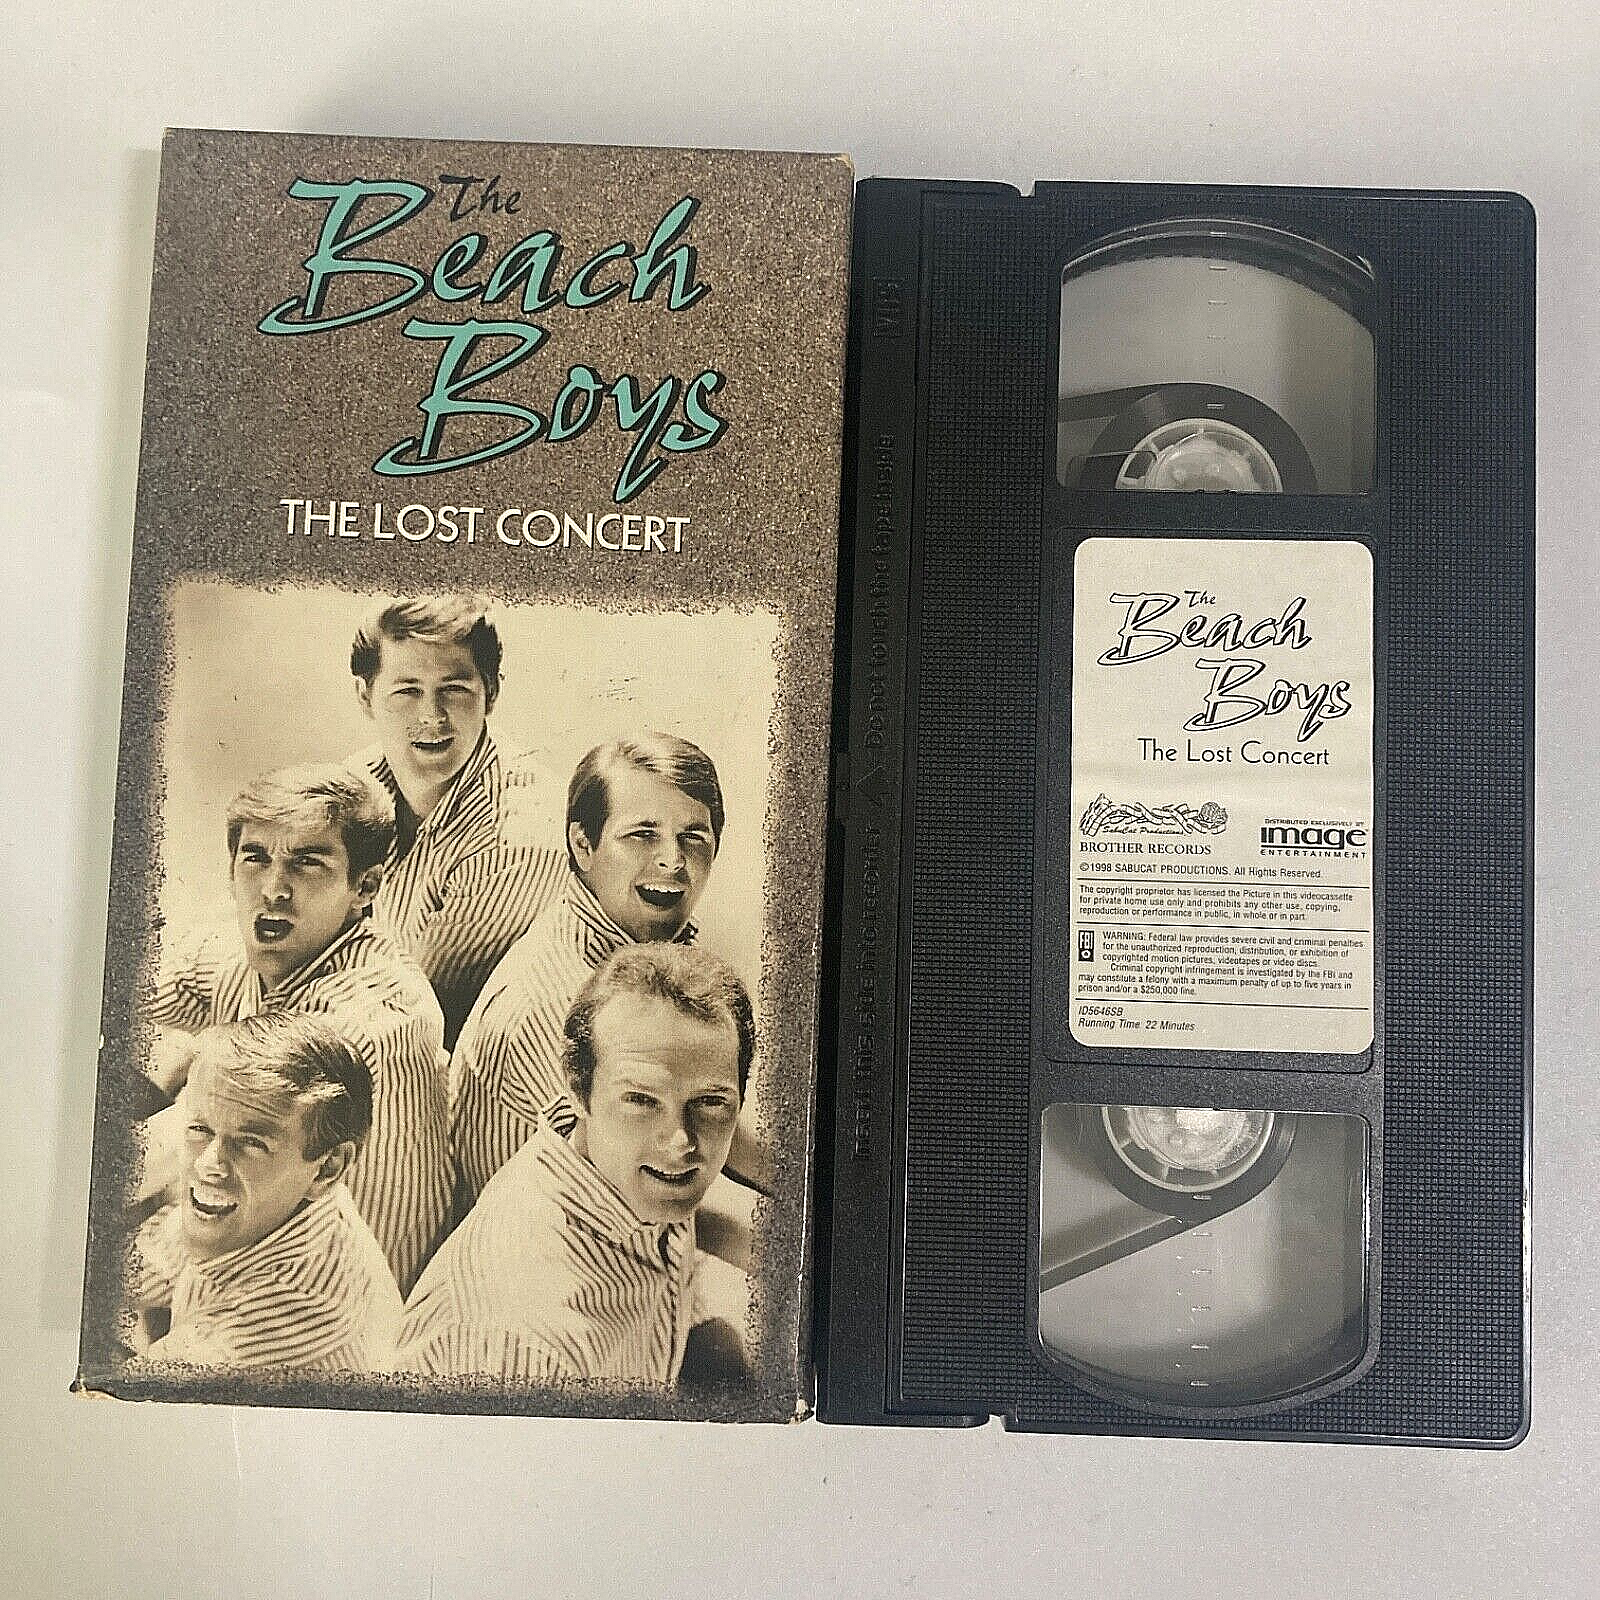 The
Beach
Boys
THE LOST CONCERT
VHS
Do not touch the tape inside
Insert this side into recorder
The
Beach
Boys
The Lost Concert
SabuCat Productions
BROTHER RECORDS
DISTRIBUTED EXCLUSIVELY BY
image
ENTERTAINMENT
©1998 SABUCAT PRODUCTIONS. All Rights Reserved.
The copyright proprietor has licensed the Picture in this videocassette
for private home use only and prohibits any other use, copying,
reproduction or performance in public, in whole or in part.
FBI
WARNING: Federal law provides severe civil and criminal penalties
for the unauthorized reproduction, distribution, or exhibition of
copyrighted motion pictures, videotapes or video discs.
Criminal copyright infringement is investigated by the FBI and
may constitute a felony with a maximum penalty of up to five years in
prison and/or a $250,000 fine.
ID5646SB
Running Time: 22 Minutes